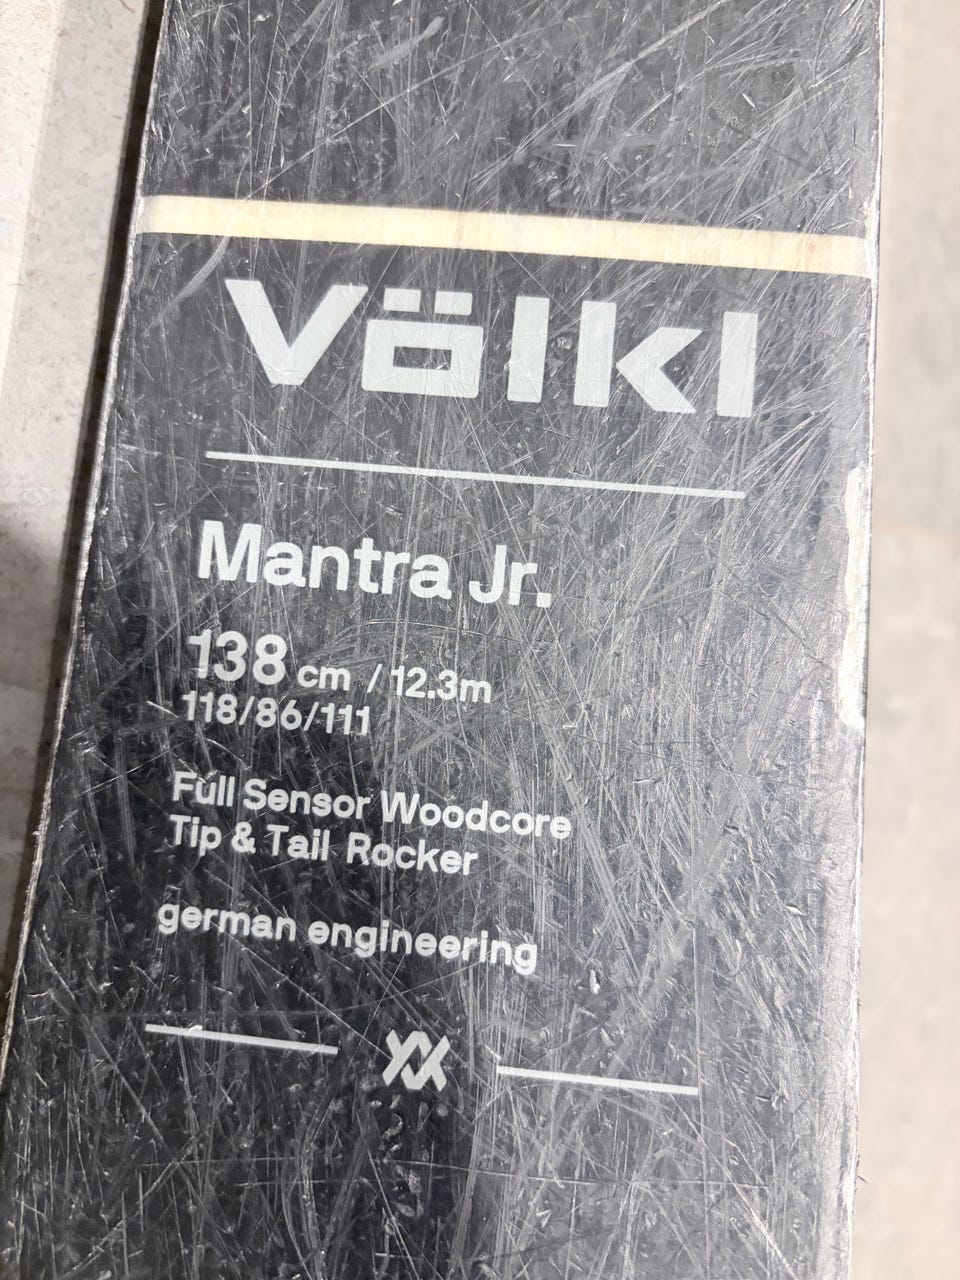 Völkl
Mantra Jr.
138 cm / 12.3m
118/86/111
Full Sensor Woodcore
Tip & Tail Rocker
german engineering